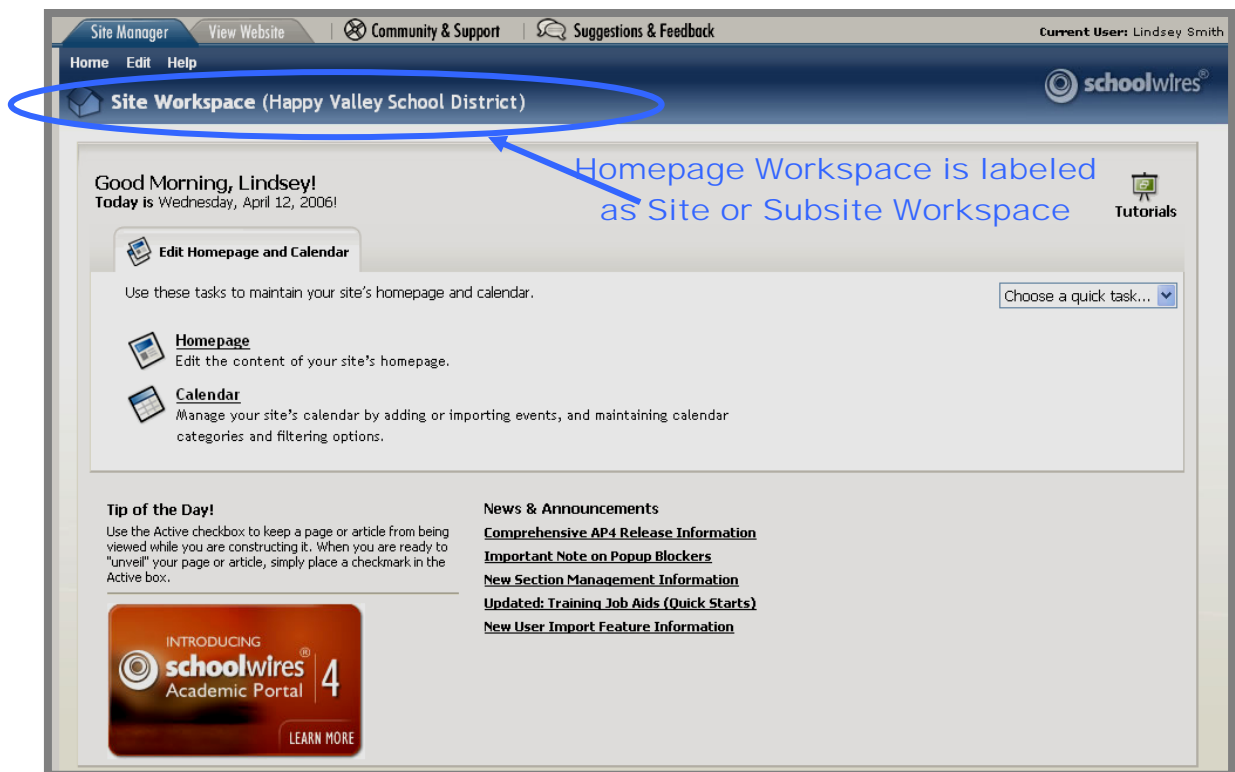 Site Manager View Website Community & Support Suggestions & Feedback Current User: Lindsey Smith
Home Edit Help
schoolwires®
Site Workspace (Happy Valley School District)
Homepage Workspace is labeled
as Site or Subsite Workspace
Good Morning, Lindsey!
Today is Wednesday, April 12, 2006!
Tutorials
Edit Homepage and Calendar
Use these tasks to maintain your site's homepage and calendar.
Choose a quick task...
Homepage
Edit the content of your site's homepage.
Calendar
Manage your site's calendar by adding or importing events, and maintaining calendar
categories and filtering options.
Tip of the Day!
Use the Active checkbox to keep a page or article from being
viewed while you are constructing it. When you are ready to
"unveil" your page or article, simply place a checkmark in the
Active box.
News & Announcements
Comprehensive AP4 Release Information
Important Note on Popup Blockers
New Section Management Information
Updated: Training Job Aids (Quick Starts)
New User Import Feature Information
INTRODUCING
schoolwires® 4
Academic Portal
LEARN MORE